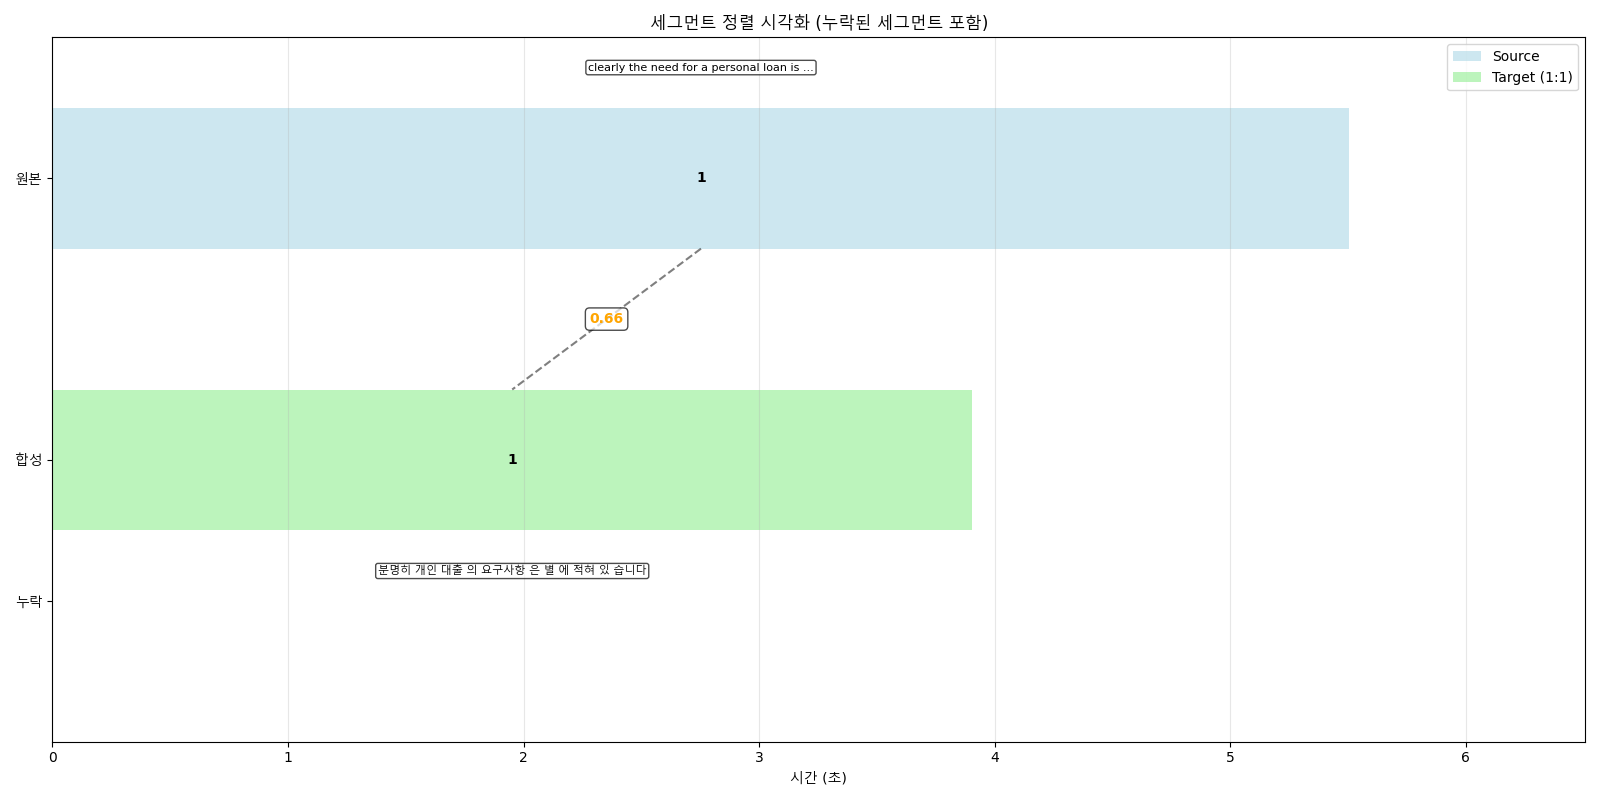 세그먼트 정렬 시각화 (누락된 세그먼트 포함)
clearly the need for a personal loan is ...
Source
Target (1:1)
원본
1
0.66
합성
1
분명히 개인 대출 의 요구사항 은 별 에 적혀 있 습니다
누락
0 1 2 3 4 5 6
시간 (초)